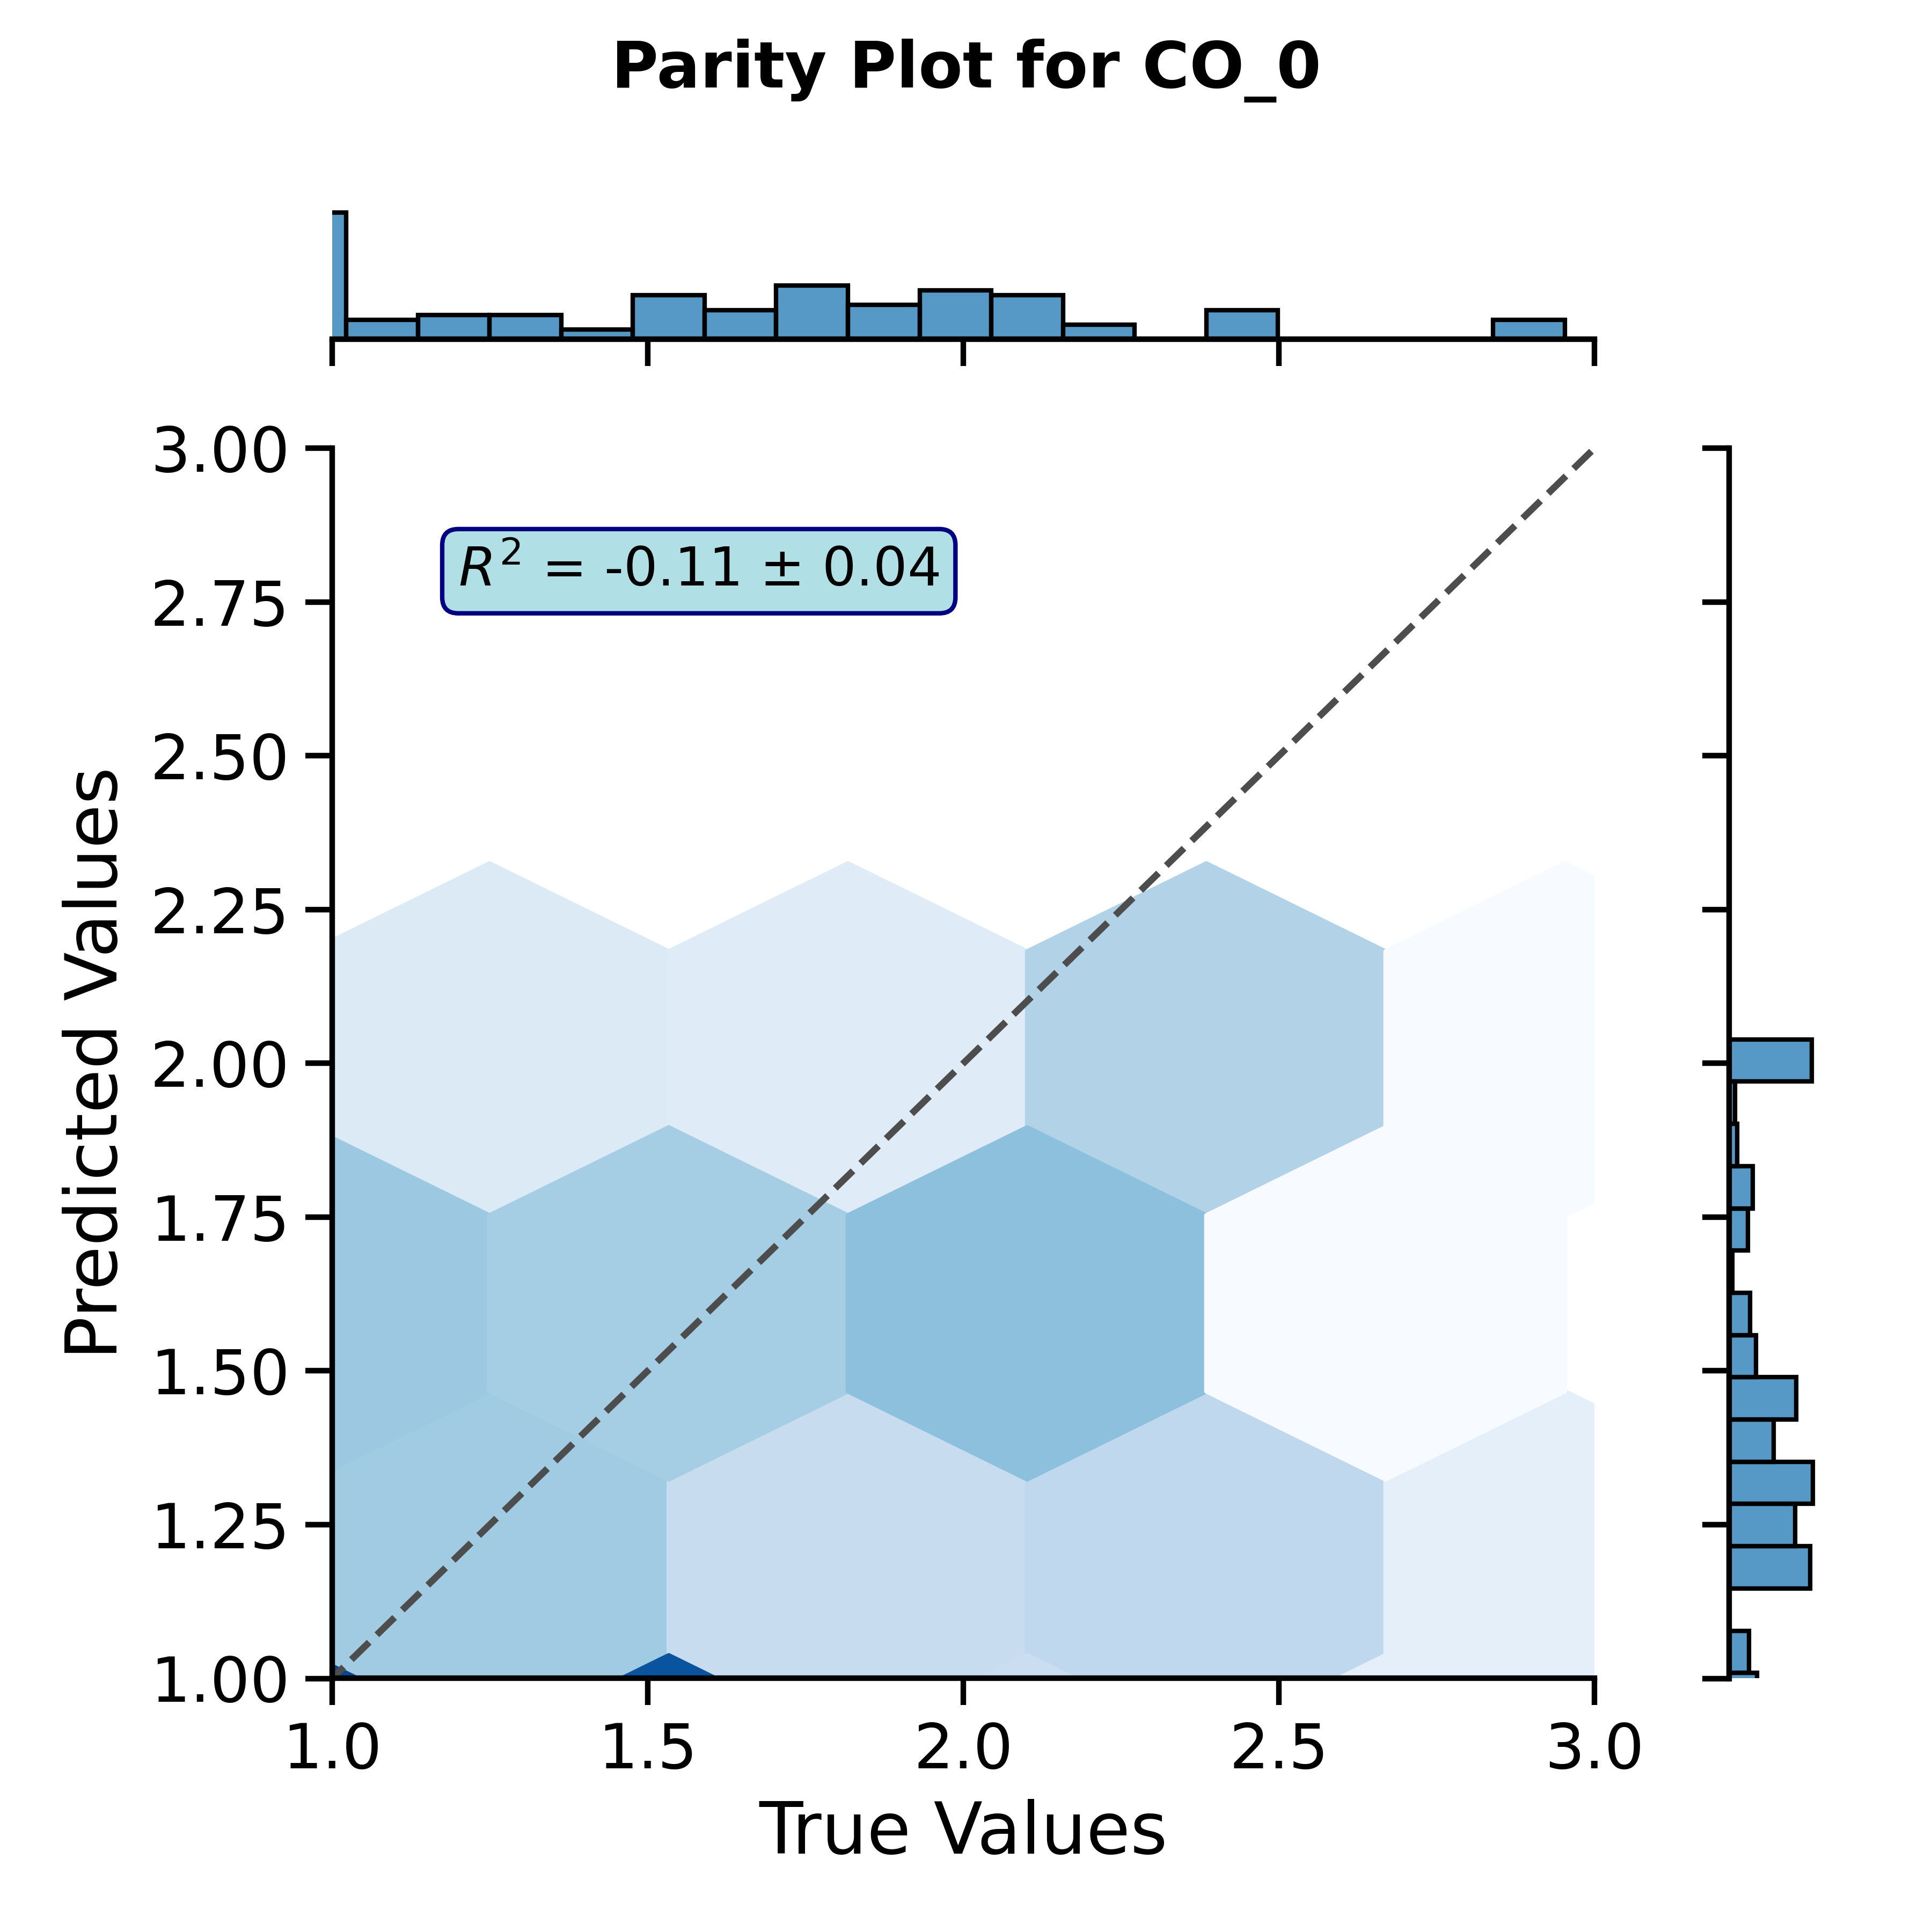 Parity Plot for CO_0
3.00
R² = -0.11 ± 0.04
2.75
2.50
2.25
2.00
1.75
1.50
1.25
1.00
Predicted Values
1.0 1.5 2.0 2.5 3.0
True Values